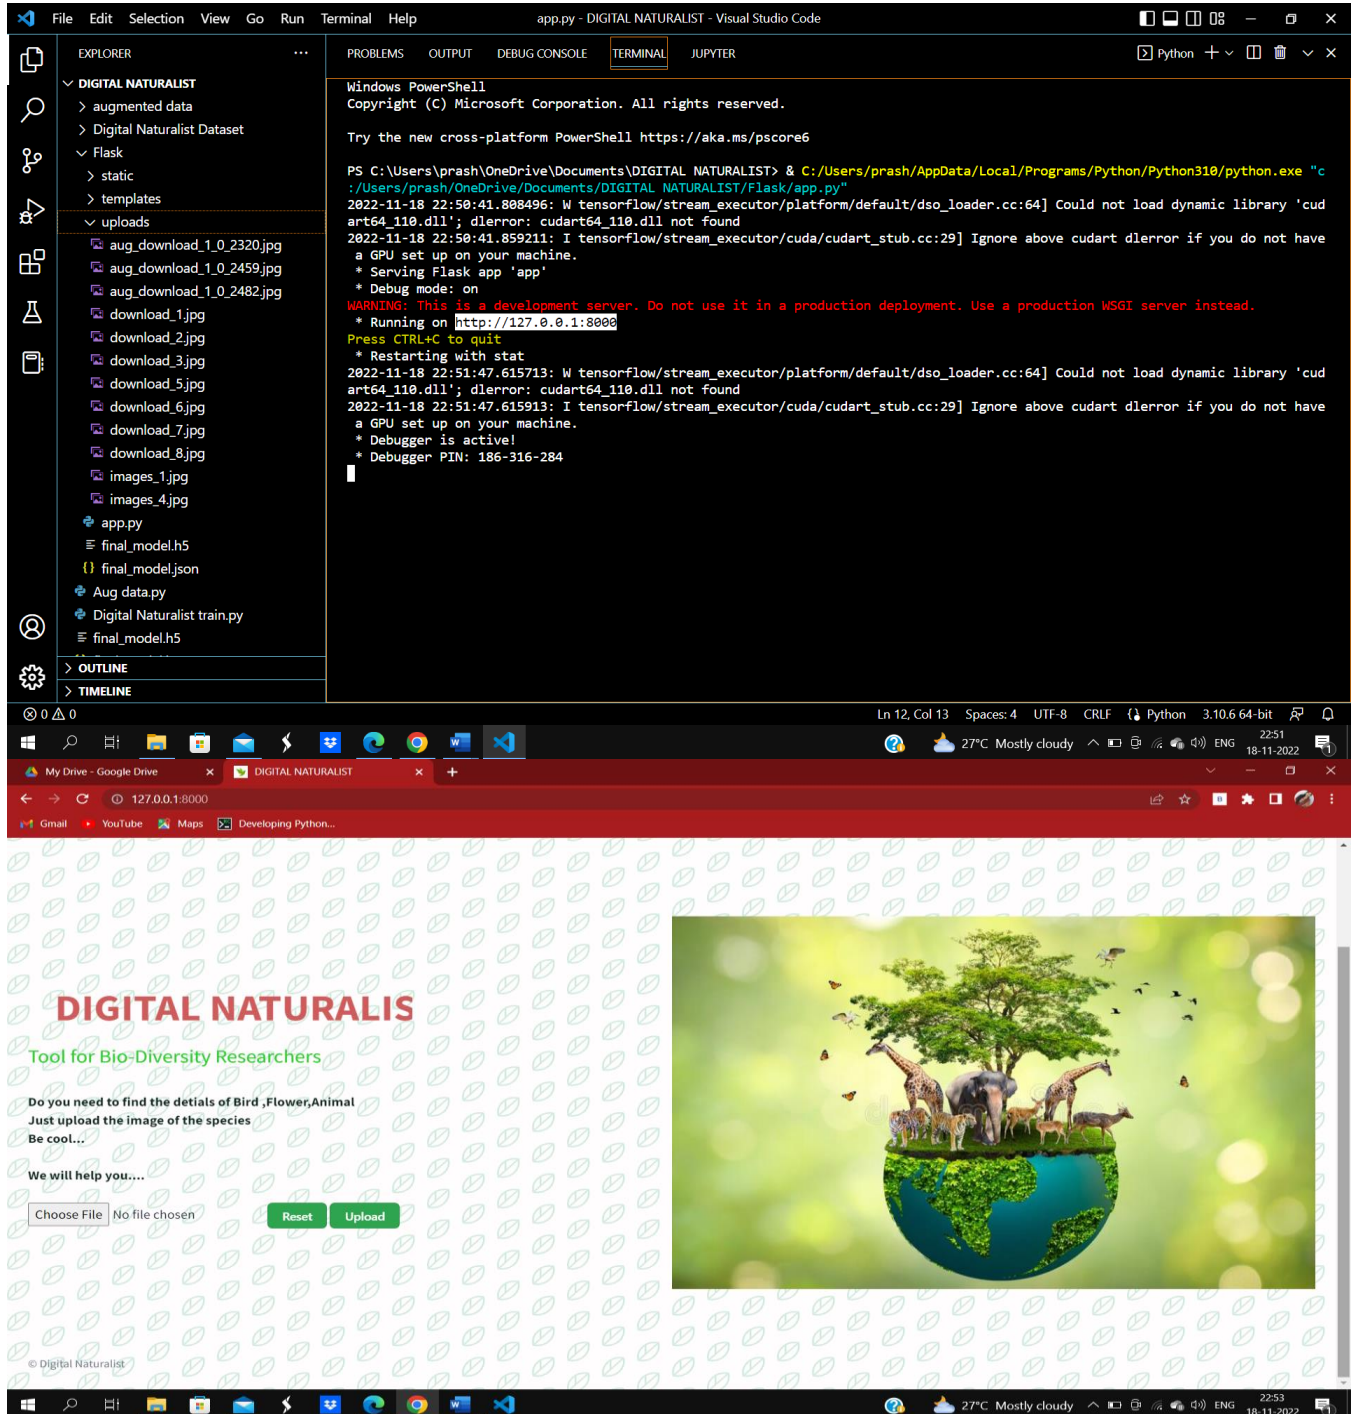 File Edit Selection View Go Run Terminal Help
app.py - DIGITAL NATURALIST - Visual Studio Code
EXPLORER
DIGITAL NATURALIST
augmented data
Digital Naturalist Dataset
Flask
static
templates
uploads
aug_download_1_0_2320.jpg
aug_download_1_0_2459.jpg
aug_download_1_0_2482.jpg
download_1.jpg
download_2.jpg
download_3.jpg
download_5.jpg
download_6.jpg
download_7.jpg
download_8.jpg
images_1.jpg
images_4.jpg
app.py
final_model.h5
final_model.json
Aug data.py
Digital Naturalist train.py
final_model.h5
OUTLINE
TIMELINE
PROBLEMS OUTPUT DEBUG CONSOLE TERMINAL JUPYTER
Python
Windows PowerShell
Copyright (C) Microsoft Corporation. All rights reserved.
Try the new cross-platform PowerShell https://aka.ms/pscore6
PS C:\Users\prash\OneDrive\Documents\DIGITAL NATURALIST> & C:/Users/prash/AppData/Local/Programs/Python/Python310/python.exe "c
:/Users/prash/OneDrive/Documents/DIGITAL NATURALIST/Flask/app.py"
2022-11-18 22:50:41.808496: W tensorflow/stream_executor/platform/default/dso_loader.cc:64] Could not load dynamic library 'cud
art64_110.dll'; dlerror: cudart64_110.dll not found
2022-11-18 22:50:41.859211: I tensorflow/stream_executor/cuda/cudart_stub.cc:29] Ignore above cudart dlerror if you do not have
a GPU set up on your machine.
* Serving Flask app 'app'
* Debug mode: on
WARNING: This is a development server. Do not use it in a production deployment. Use a production WSGI server instead.
* Running on http://127.0.0.1:8000
Press CTRL+C to quit
* Restarting with stat
2022-11-18 22:51:47.615713: W tensorflow/stream_executor/platform/default/dso_loader.cc:64] Could not load dynamic library 'cud
art64_110.dll'; dlerror: cudart64_110.dll not found
2022-11-18 22:51:47.615913: I tensorflow/stream_executor/cuda/cudart_stub.cc:29] Ignore above cudart dlerror if you do not have
a GPU set up on your machine.
* Debugger is active!
* Debugger PIN: 186-316-284
0 0
Ln 12, Col 13 Spaces: 4 UTF-8 CRLF Python 3.10.6 64-bit
27°C Mostly cloudy ENG 22:51
18-11-2022
My Drive - Google Drive DIGITAL NATURALIST
127.0.0.1:8000
Gmail YouTube Maps Developing Python...
DIGITAL NATURALIS
Tool for Bio-Diversity Researchers
Do you need to find the detials of Bird ,Flower,Animal
Just upload the image of the species
Be cool...
We will help you....
Choose File No file chosen Reset Upload
© Digital Naturalist
27°C Mostly cloudy ENG 22:53
18-11-2022